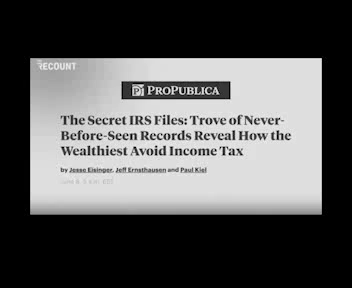 RECOUNT
PROPUBLICA
The Secret IRS Files: Trove of Never-
Before-Seen Records Reveal How the
Wealthiest Avoid Income Tax
by Jesse Eisinger, Jeff Ernsthausen and Paul Kiel